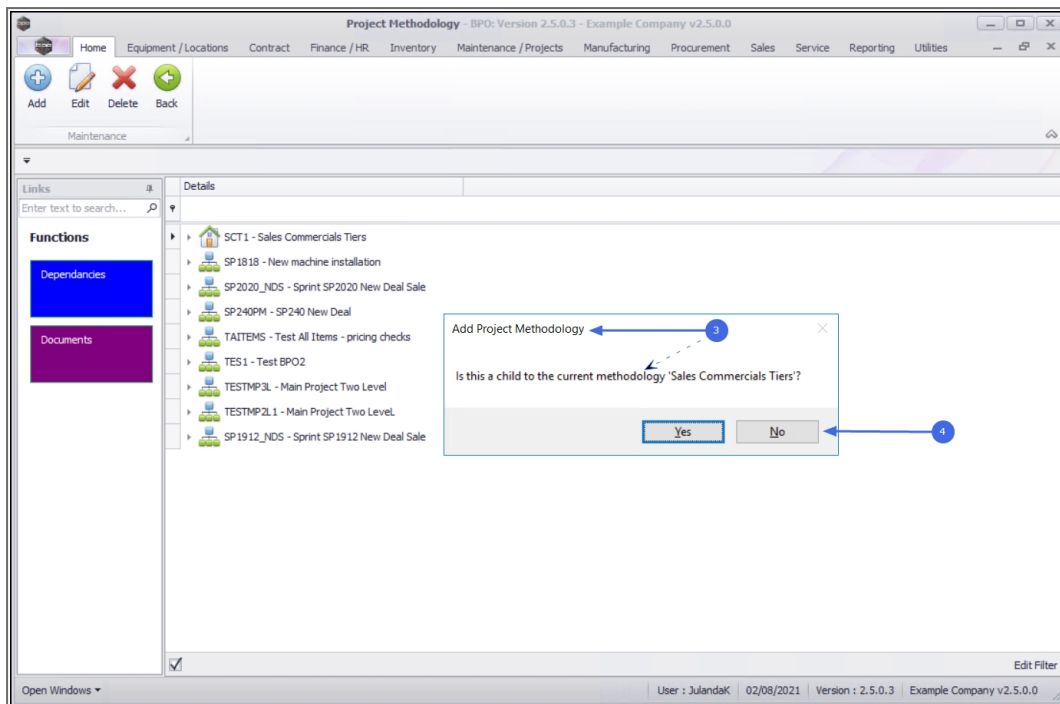 Project Methodology - BPO: Version 2.5.0.3 - Example Company v2.5.0.0
Home Equipment / Locations Contract Finance / HR Inventory Maintenance / Projects Manufacturing Procurement Sales Service Reporting Utilities
Add Edit Delete Back
Maintenance
Links
Enter text to search...
Functions
Dependancies
Documents
Details
SCT1 - Sales Commercials Tiers
SP1818 - New machine installation
SP2020_NDS - Sprint SP2020 New Deal Sale
SP240PM - SP240 New Deal
TAITEMS - Test All Items - pricing checks
TES1 - Test BPO2
TESTMP3L - Main Project Two Level
TESTMP2L1 - Main Project Two LeveL
SP1912_NDS - Sprint SP1912 New Deal Sale
Add Project Methodology
3
Is this a child to the current methodology 'Sales Commercials Tiers'?
Yes No
4
Edit Filter
Open Windows User : JulandaK 02/08/2021 Version : 2.5.0.3 Example Company v2.5.0.0